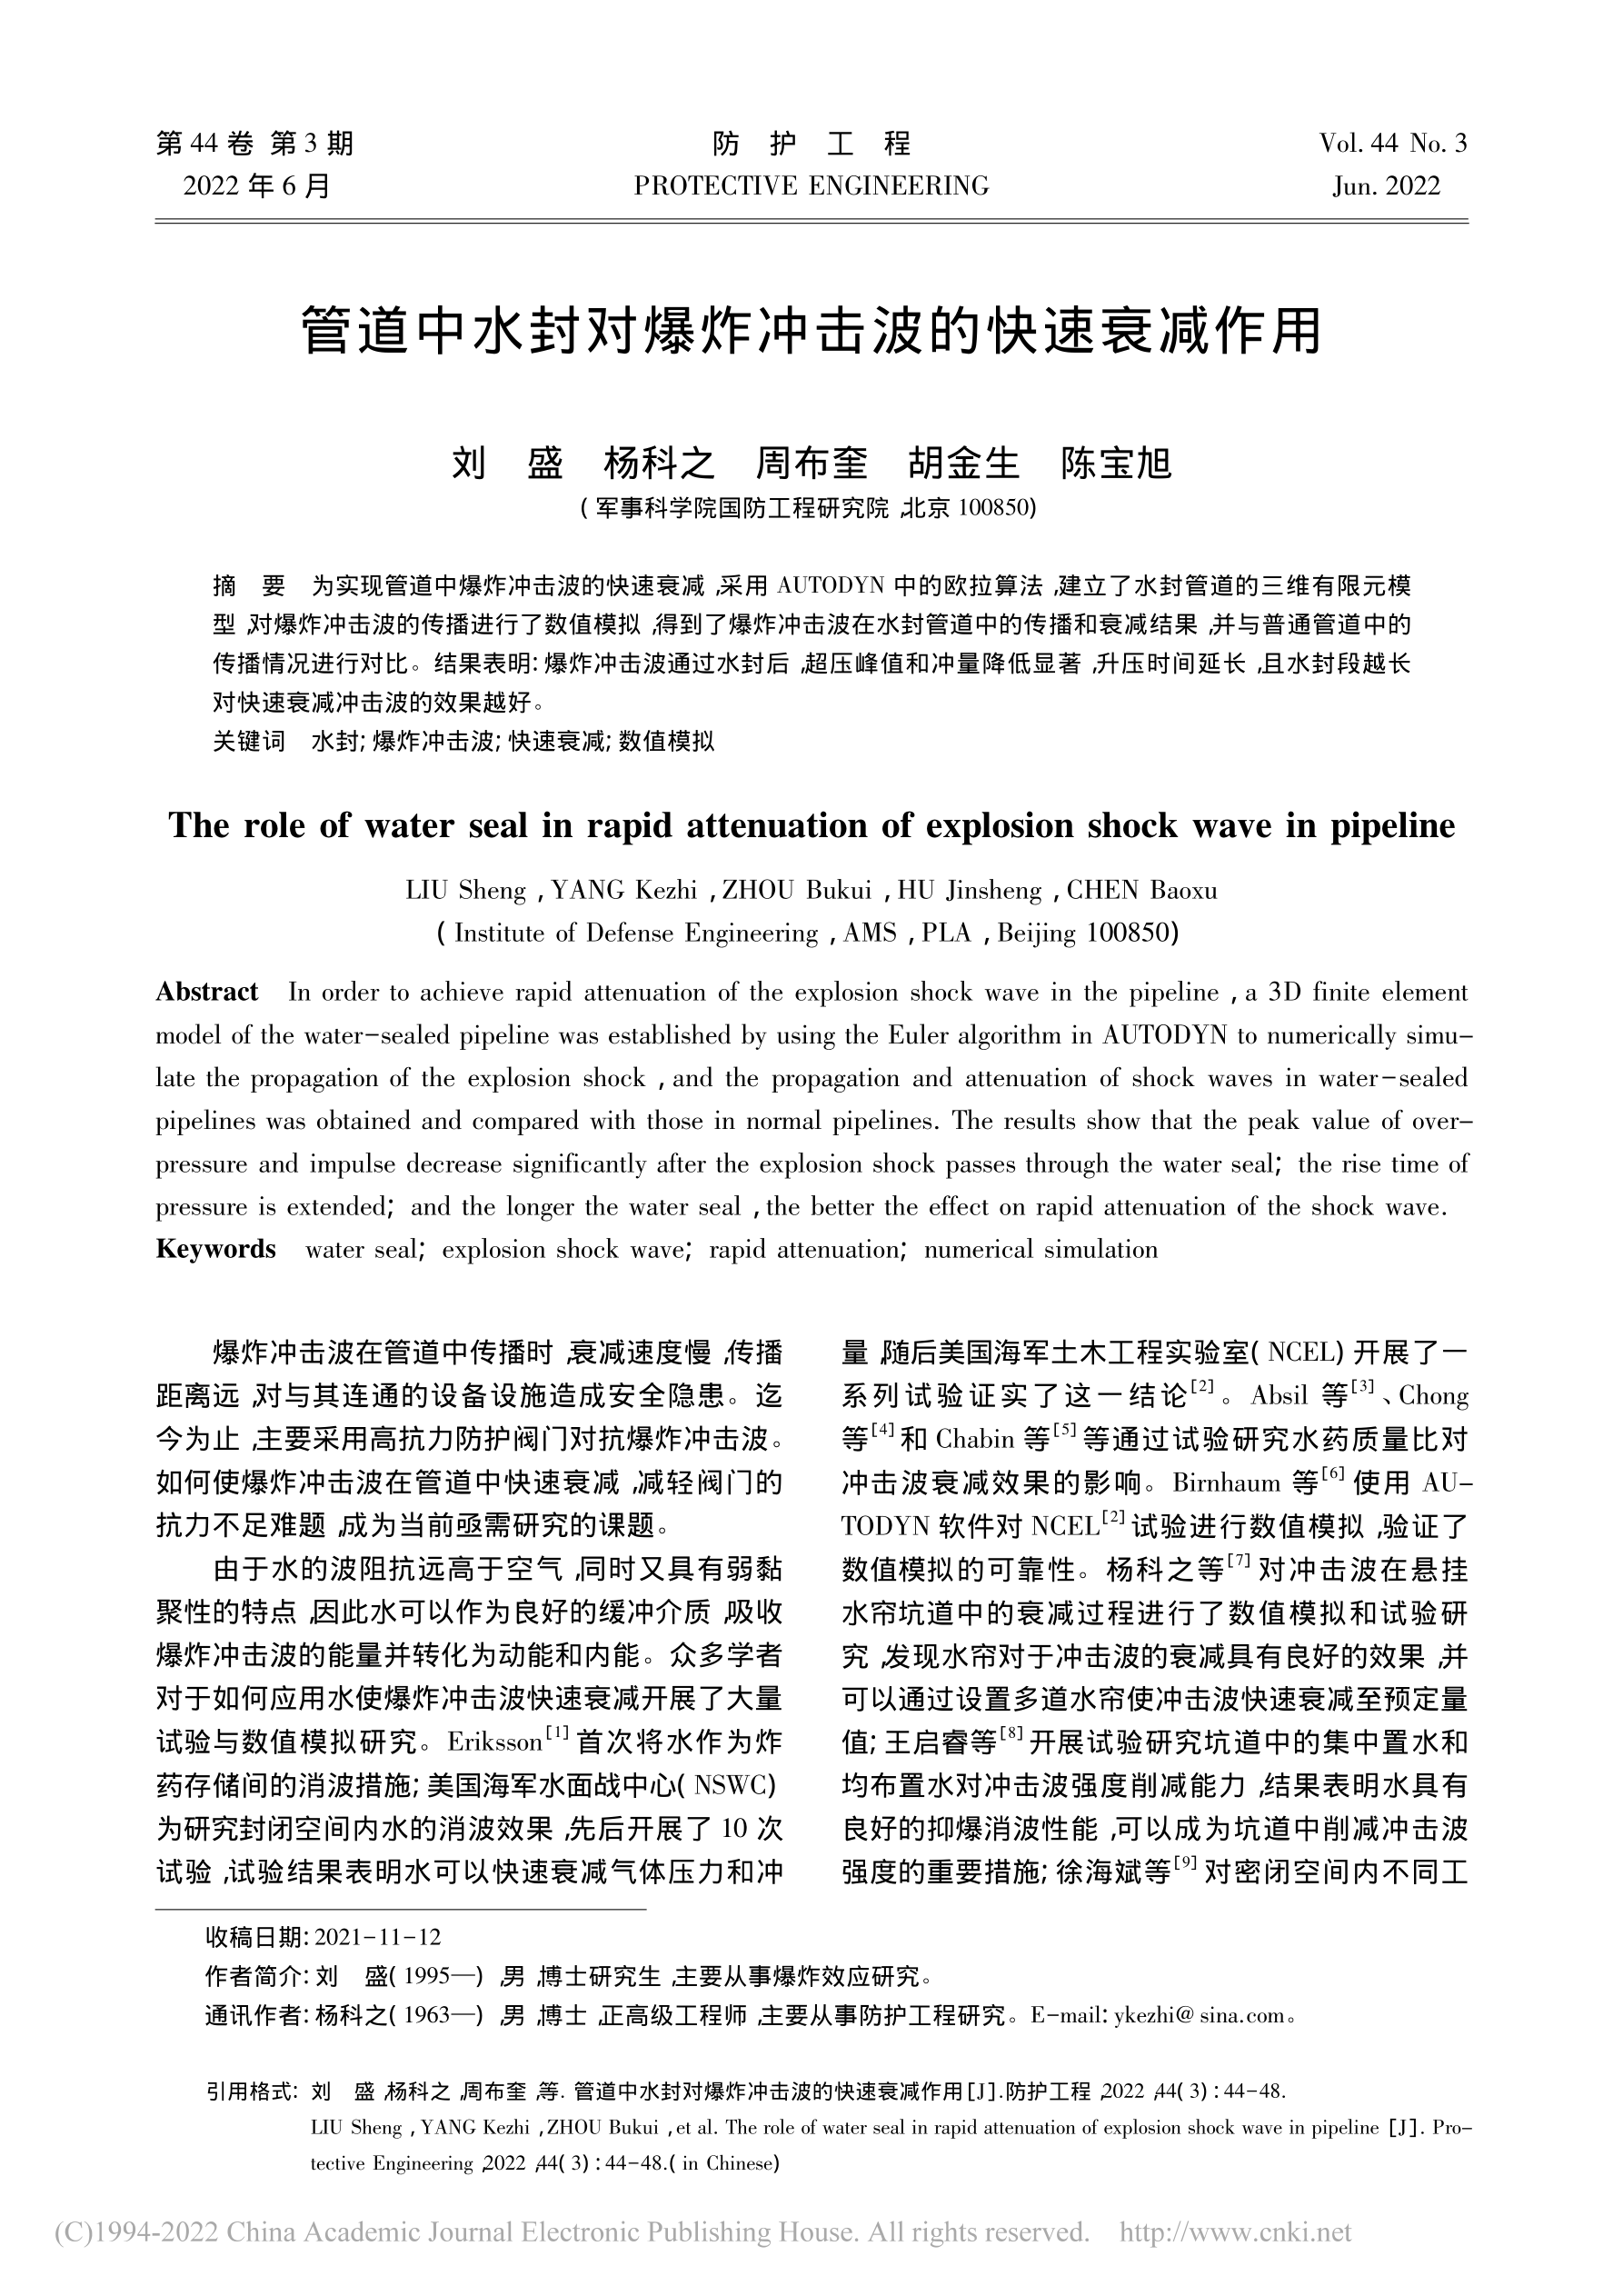 第 44 卷 第 3 期
2022 年 6 月
防 护 工 程
PROTECTIVE ENGINEERING
Vol. 44 No. 3
Jun. 2022
管道中水封对爆炸冲击波的快速衰减作用
刘 盛 杨科之 周布奎 胡金生 陈宝旭
( 军事科学院国防工程研究院,北京 100850)
摘 要 为实现管道中爆炸冲击波的快速衰减,采用 AUTODYN 中的欧拉算法,建立了水封管道的三维有限元模
型,对爆炸冲击波的传播进行了数值模拟,得到了爆炸冲击波在水封管道中的传播和衰减结果,并与普通管道中的
传播情况进行对比。结果表明: 爆炸冲击波通过水封后,超压峰值和冲量降低显著,升压时间延长,且水封段越长
对快速衰减冲击波的效果越好。
关键词 水封; 爆炸冲击波; 快速衰减; 数值模拟
The role of water seal in rapid attenuation of explosion shock wave in pipeline
LIU Sheng , YANG Kezhi , ZHOU Bukui , HU Jinsheng , CHEN Baoxu
( Institute of Defense Engineering , AMS , PLA , Beijing 100850)
Abstract In order to achieve rapid attenuation of the explosion shock wave in the pipeline , a 3D finite element
model of the water-sealed pipeline was established by using the Euler algorithm in AUTODYN to numerically simu-
late the propagation of the explosion shock , and the propagation and attenuation of shock waves in water-sealed
pipelines was obtained and compared with those in normal pipelines. The results show that the peak value of over-
pressure and impulse decrease significantly after the explosion shock passes through the water seal; the rise time of
pressure is extended; and the longer the water seal , the better the effect on rapid attenuation of the shock wave.
Keywords water seal; explosion shock wave; rapid attenuation; numerical simulation
爆炸冲击波在管道中传播时,衰减速度慢,传播
距离远,对与其连通的设备设施造成安全隐患。迄
今为止,主要采用高抗力防护阀门对抗爆炸冲击波。
如何使爆炸冲击波在管道中快速衰减,减轻阀门的
抗力不足难题,成为当前亟需研究的课题。
由于水的波阻抗远高于空气,同时又具有弱黏
聚性的特点,因此水可以作为良好的缓冲介质,吸收
爆炸冲击波的能量并转化为动能和内能。众多学者
对于如何应用水使爆炸冲击波快速衰减开展了大量
试验与数值模拟研究。Eriksson[1] 首次将水作为炸
药存储间的消波措施; 美国海军水面战中心( NSWC)
为研究封闭空间内水的消波效果,先后开展了 10 次
试验,试验结果表明水可以快速衰减气体压力和冲
量,随后美国海军土木工程实验室( NCEL) 开展了一
系列试验证实了这一结论[2]。Absil 等[3]、Chong
等[4] 和 Chabin 等[5] 等通过试验研究水药质量比对
冲击波衰减效果的影响。Birnhaum 等[6] 使用 AU-
TODYN 软件对 NCEL[2] 试验进行数值模拟,验证了
数值模拟的可靠性。杨科之等[7] 对冲击波在悬挂
水帘坑道中的衰减过程进行了数值模拟和试验研
究,发现水帘对于冲击波的衰减具有良好的效果,并
可以通过设置多道水帘使冲击波快速衰减至预定量
值; 王启睿等[8] 开展试验研究坑道中的集中置水和
均布置水对冲击波强度削减能力,结果表明水具有
良好的抑爆消波性能,可以成为坑道中削减冲击波
强度的重要措施; 徐海斌等[9] 对密闭空间内不同工
收稿日期: 2021-11-12
作者简介: 刘 盛( 1995—) ,男,博士研究生,主要从事爆炸效应研究。
通讯作者: 杨科之( 1963—) ,男,博士,正高级工程师,主要从事防护工程研究。E-mail: ykezhi@ sina.com。
引用格式: 刘 盛,杨科之,周布奎,等. 管道中水封对爆炸冲击波的快速衰减作用[J].防护工程,2022,44( 3) : 44-48.
LIU Sheng , YANG Kezhi , ZHOU Bukui , et al. The role of water seal in rapid attenuation of explosion shock wave in pipeline [J]. Pro-
tective Engineering,2022,44( 3) : 44-48.( in Chinese)
(C)1994-2022 China Academic Journal Electronic Publishing House. All rights reserved. http://www.cnki.net